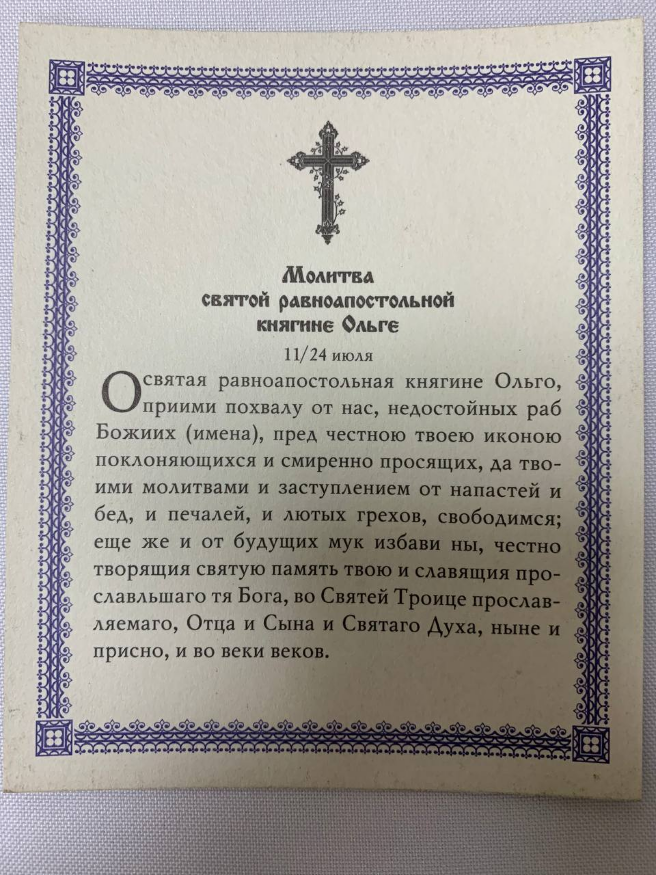 Молитва
святой равноапостольной
княгине Ольге
11/24 июля
О святая равноапостольная княгине Ольго,
приими похвалу от нас, недостойных раб
Божиих (имена), пред честною твоею иконою
поклоняющихся и смиренно просящих, да тво-
ими молитвами и заступлением от напастей и
бед, и печалей, и лютых грехов, свободимся;
еще же и от будущих мук избави ны, честно
творящия святую память твою и славящия про-
славльшаго тя Бога, во Святей Троице прослав-
ляемаго, Отца и Сына и Святаго Духа, ныне и
присно, и во веки веков.